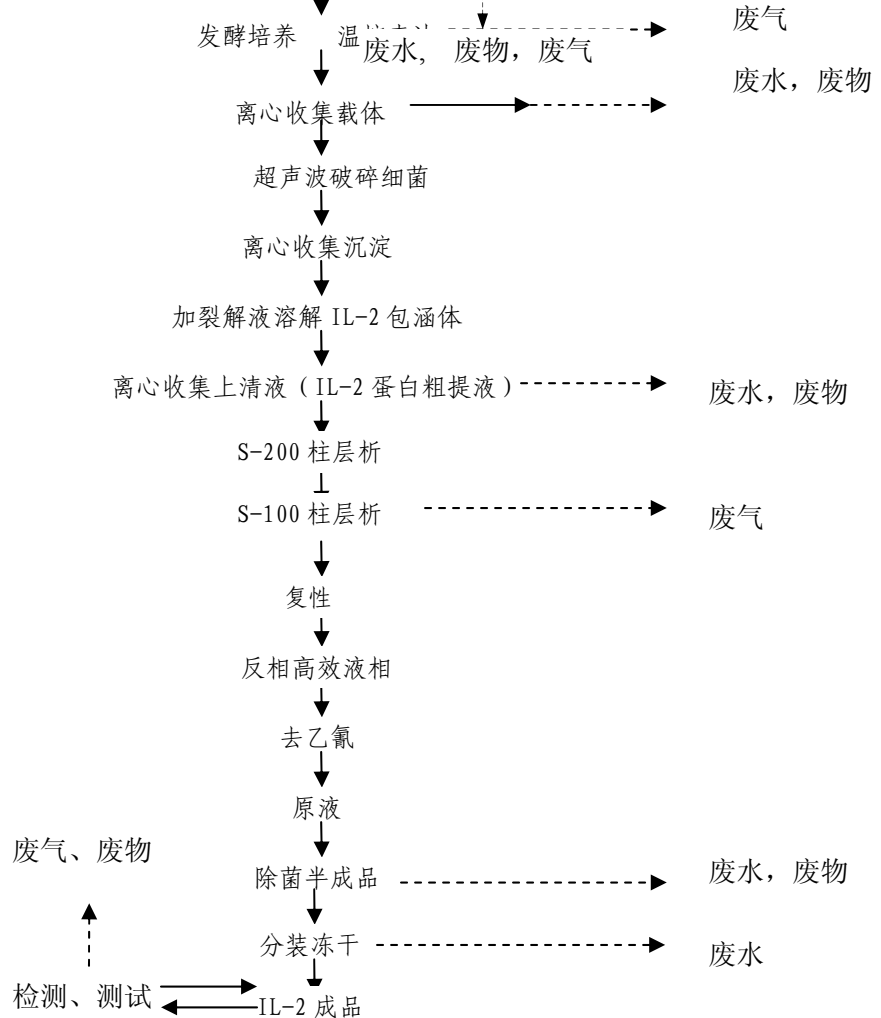 废气
发酵培养 温
废水, 废物，废气
废水，废物
离心收集载体
超声波破碎细菌
离心收集沉淀
加裂解液溶解 IL-2 包涵体
离心收集上清液（IL-2 蛋白粗提液） 废水，废物
S-200 柱层析
S-100 柱层析 废气
复性
反相高效液相
去乙氰
原液
废气、废物
除菌半成品 废水，废物
分装冻干 废水
检测、测试
IL-2 成品